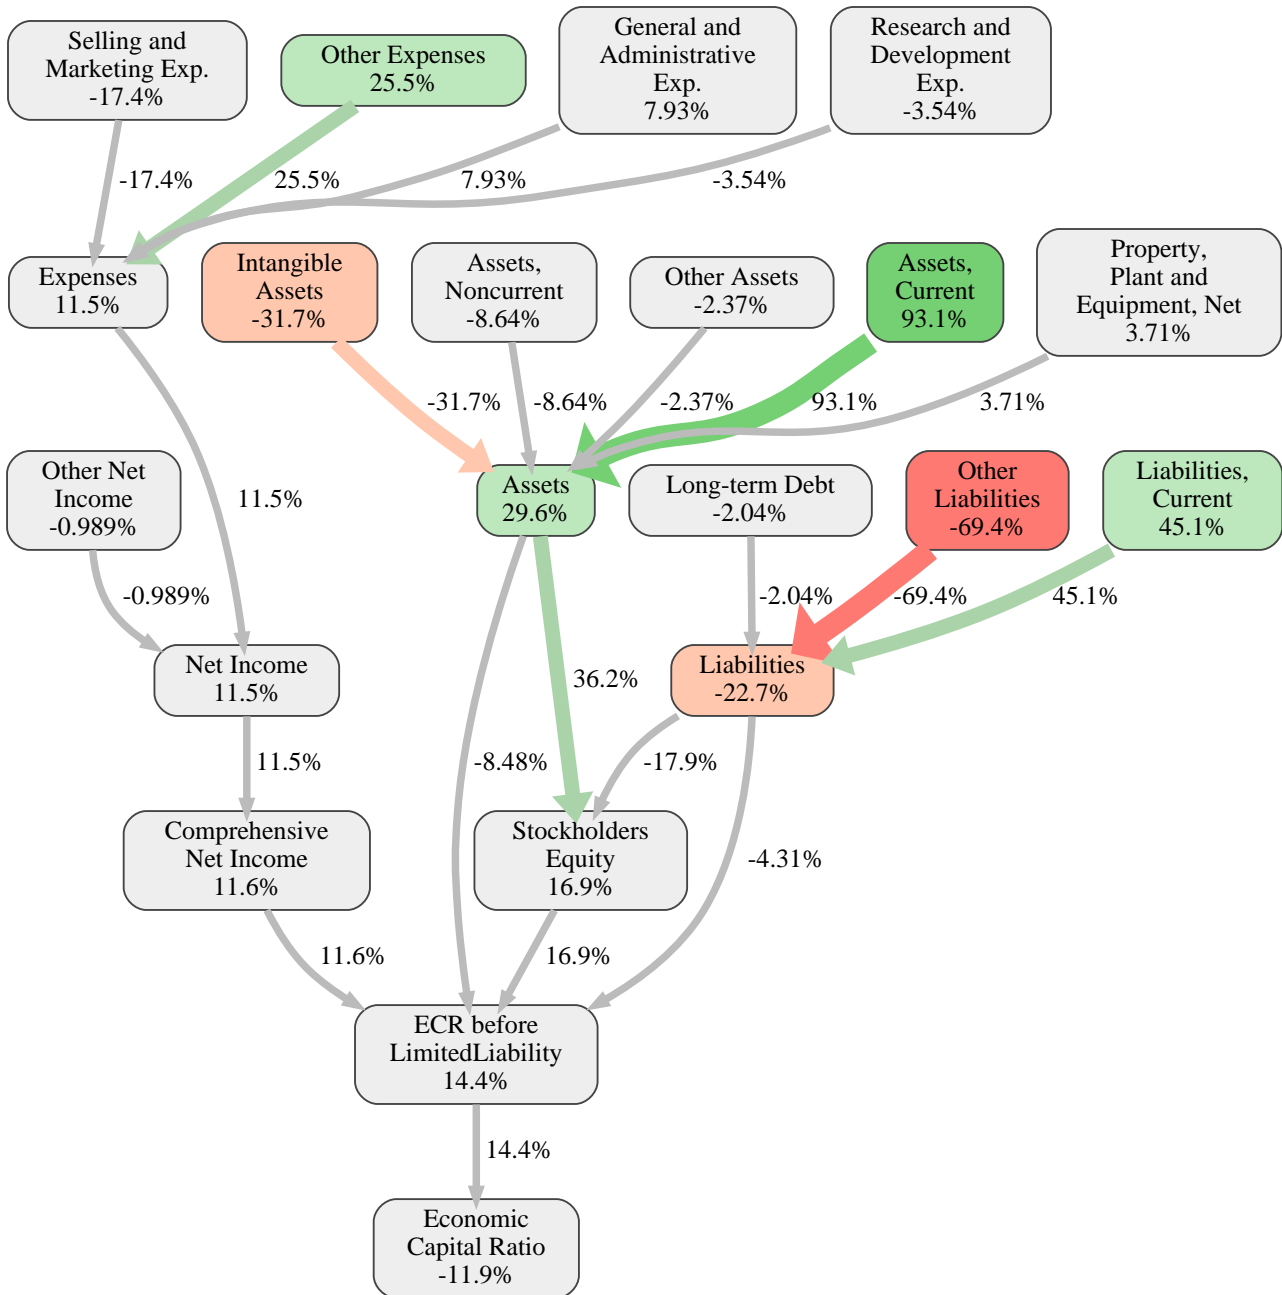 Selling and
Marketing Exp.
-17.4%
Other Expenses
25.5%
General and
Administrative
Exp.
7.93%
Research and
Development
Exp.
-3.54%
-17.4%
25.5%
7.93%
-3.54%
Expenses
11.5%
Intangible
Assets
-31.7%
Assets,
Noncurrent
-8.64%
Other Assets
-2.37%
Assets,
Current
93.1%
Property,
Plant and
Equipment, Net
3.71%
-31.7%
-8.64%
-2.37%
93.1%
3.71%
Other Net
Income
-0.989%
11.5%
Assets
29.6%
Long-term Debt
-2.04%
Other
Liabilities
-69.4%
Liabilities,
Current
45.1%
-0.989%
-2.04%
-69.4%
45.1%
Net Income
11.5%
36.2%
Liabilities
-22.7%
11.5%
-8.48%
-17.9%
Comprehensive
Net Income
11.6%
Stockholders
Equity
16.9%
-4.31%
11.6%
16.9%
ECR before
LimitedLiability
14.4%
14.4%
Economic
Capital Ratio
-11.9%